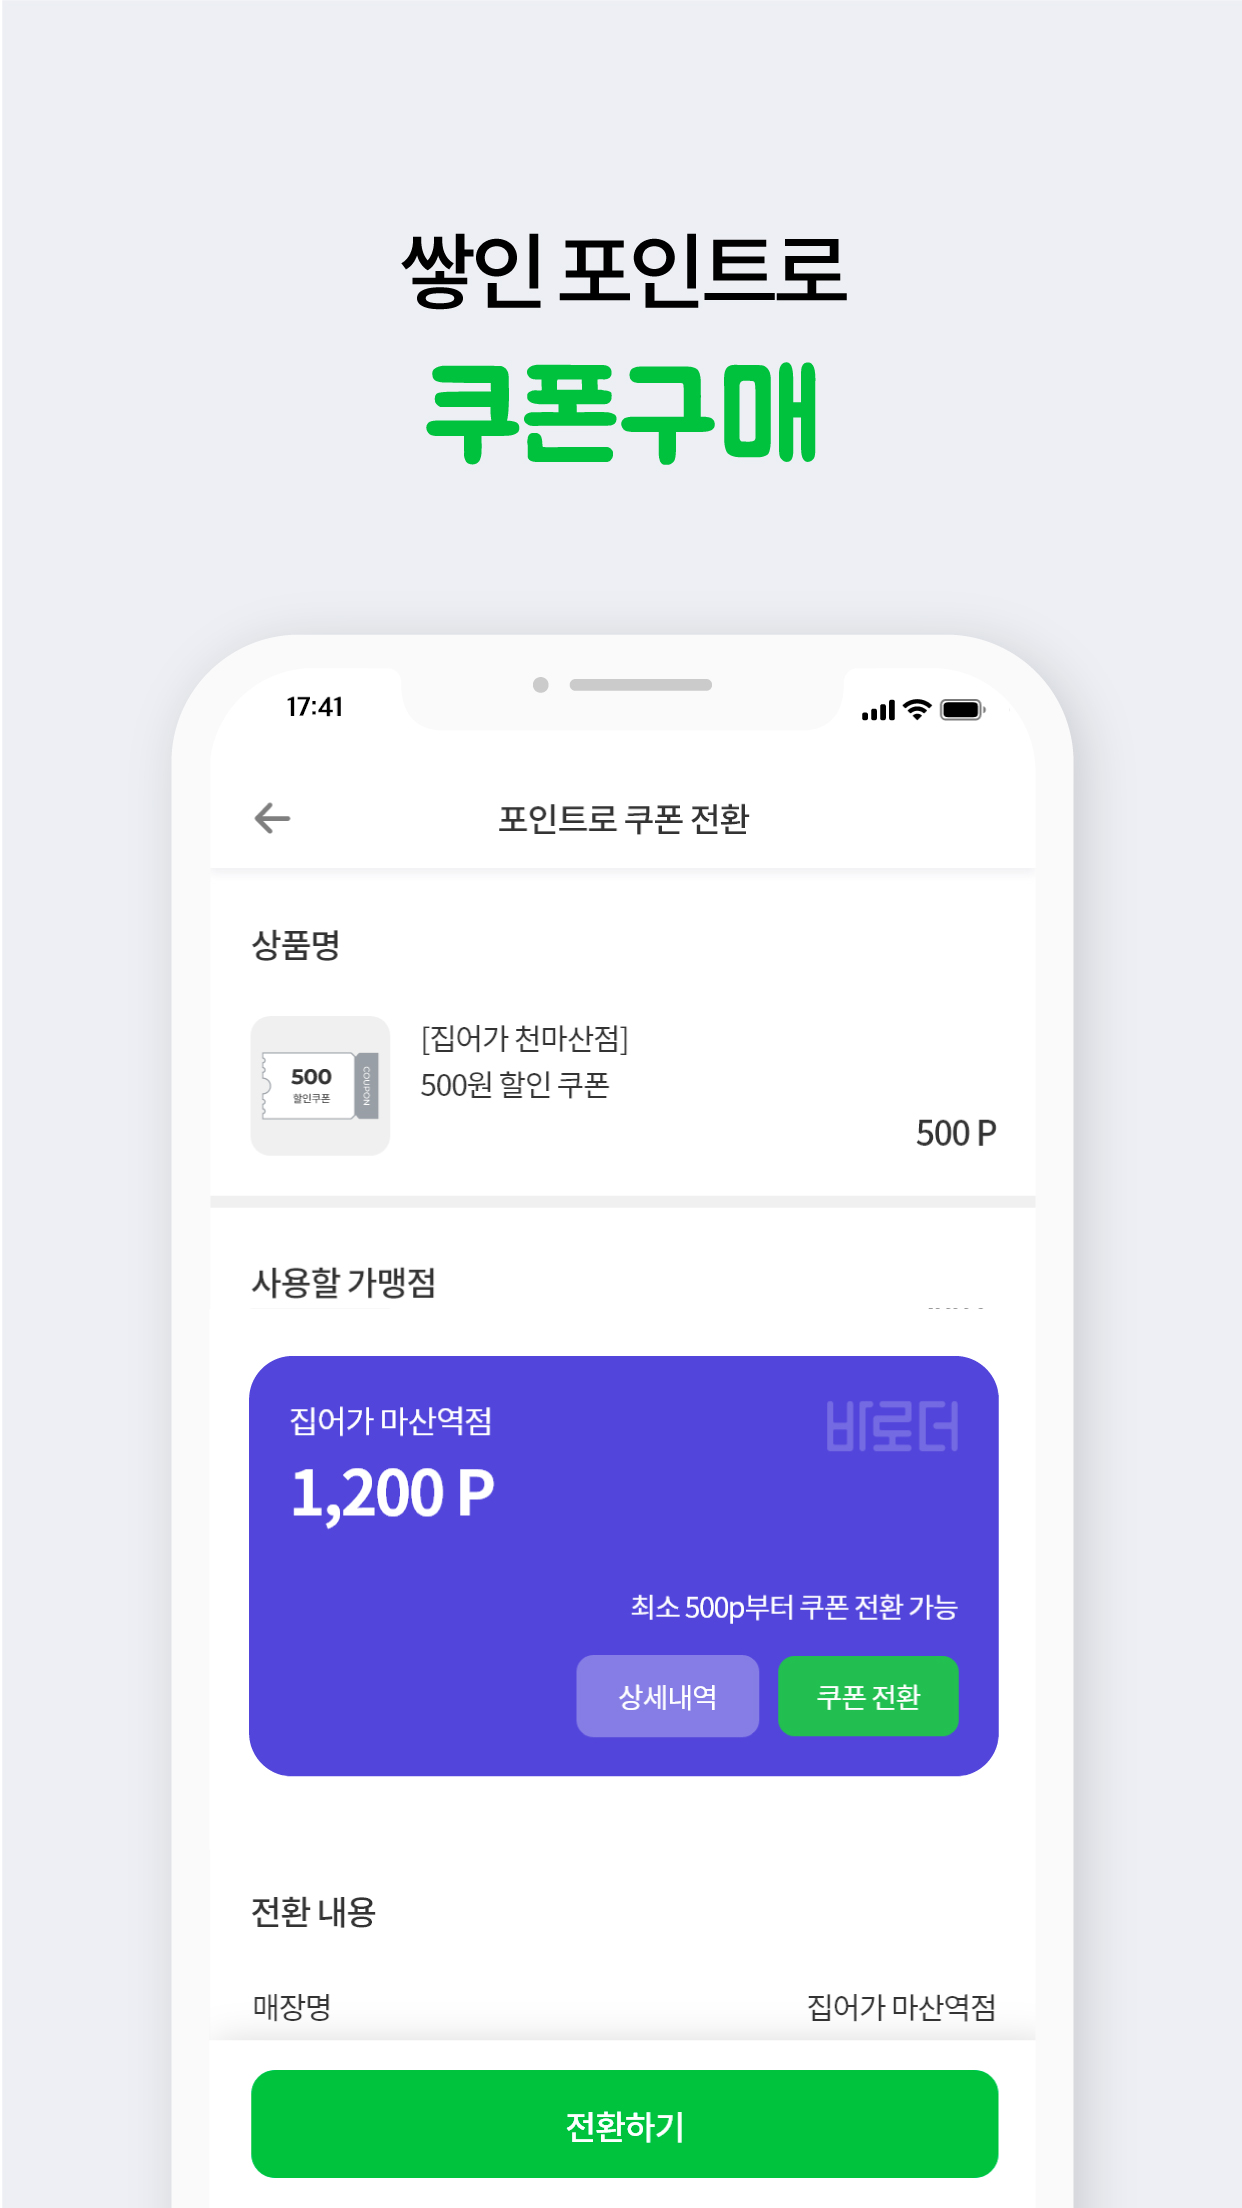 쌓인 포인트로
쿠폰구매
17:41
포인트로 쿠폰 전환
상품명
500
할인쿠폰
COUPON
[집어가 천마산점]
500원 할인 쿠폰
500 P
사용할 가맹점
집어가 마산역점
바로더
1,200 P
최소 500p부터 쿠폰 전환 가능
상세내역
쿠폰 전환
전환 내용
매장명
집어가 마산역점
전환하기